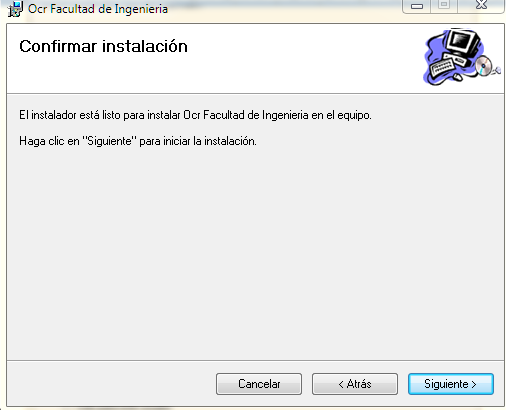 Ocr Facultad de Ingenieria
Confirmar instalación
El instalador está listo para instalar Ocr Facultad de Ingenieria en el equipo.
Haga clic en "Siguiente" para iniciar la instalación.
Cancelar
< Atrás
Siguiente >